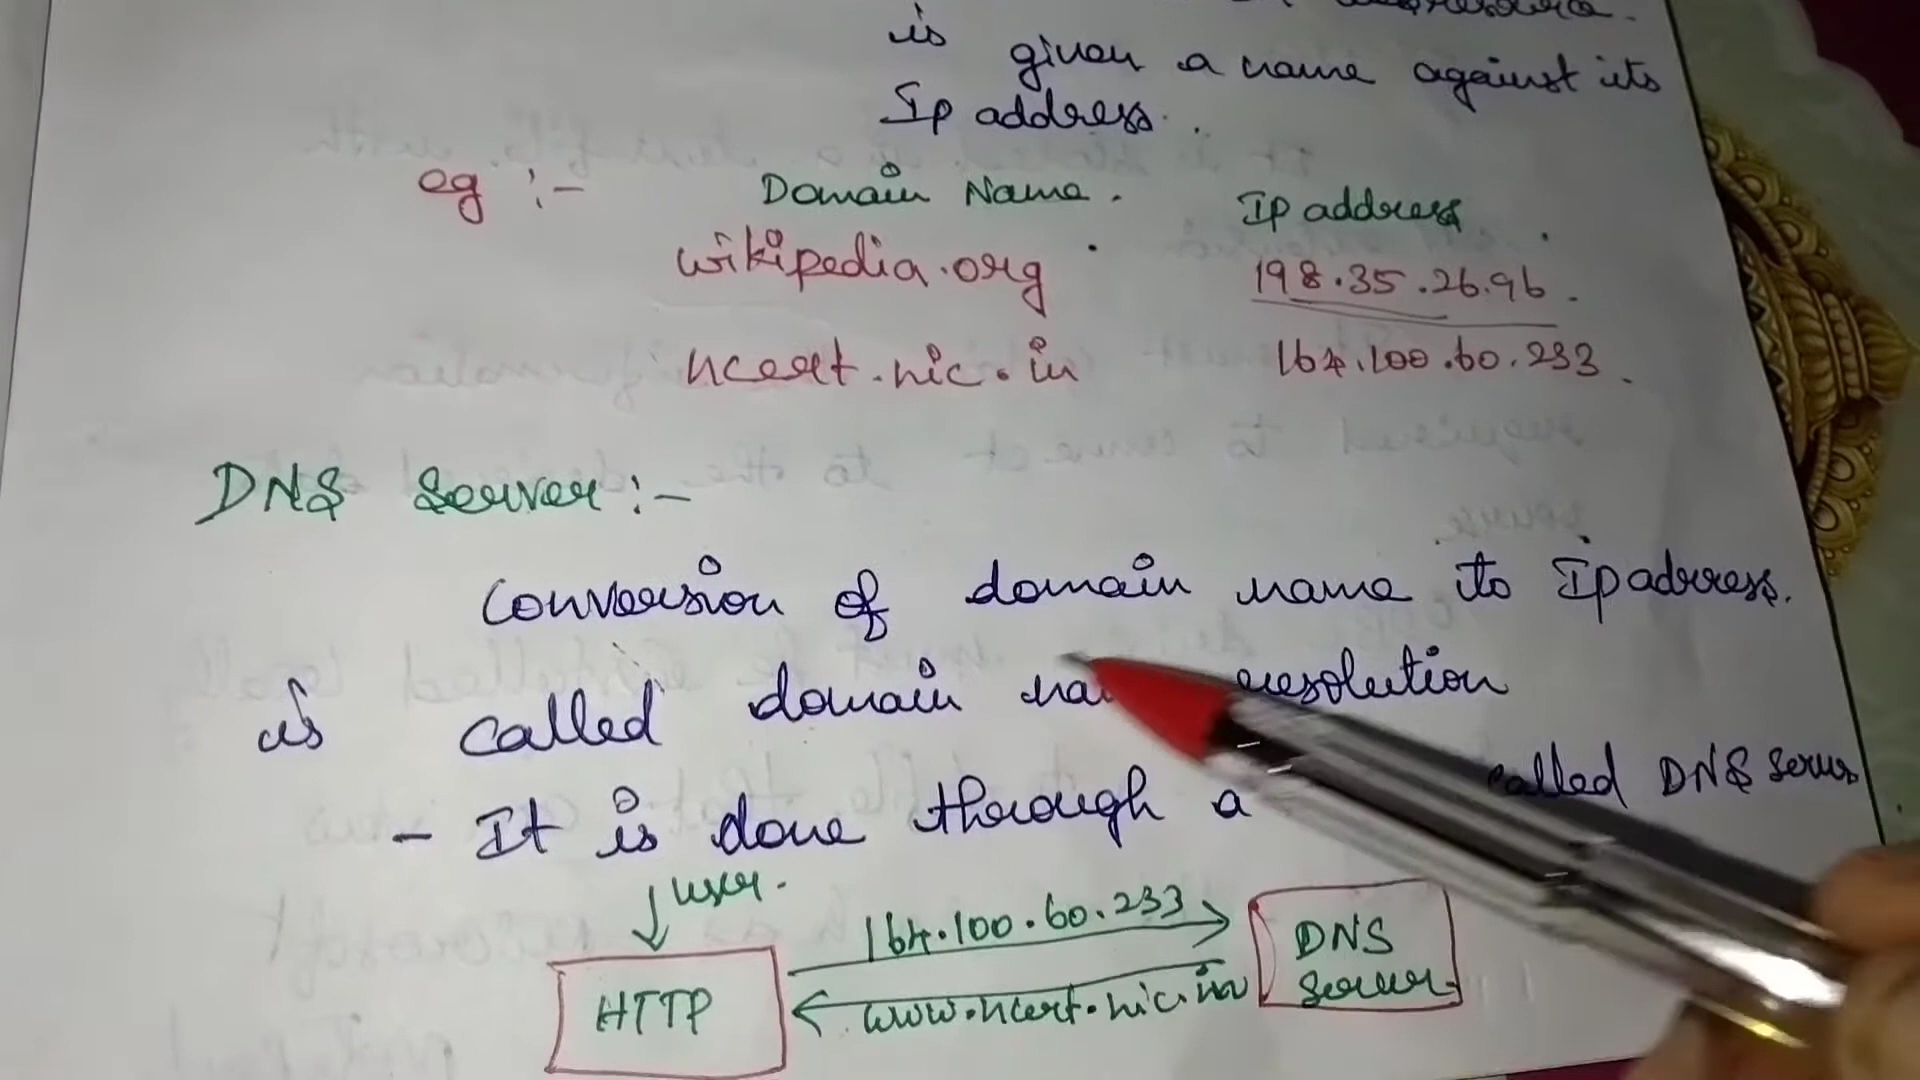 is given a name against its
Ip address.
eg :- Domain Name. Ip address
wikipedia.org 198.35.26.96.
ncert.nic.in 164.100.60.233.
DNS Server:-
Conversion of domain name to Ip address.
is called domain resolution
- It is done through a called DNS
user.
164.100.60.233
DNS
Server
HTTP
www.ncert.nic.in